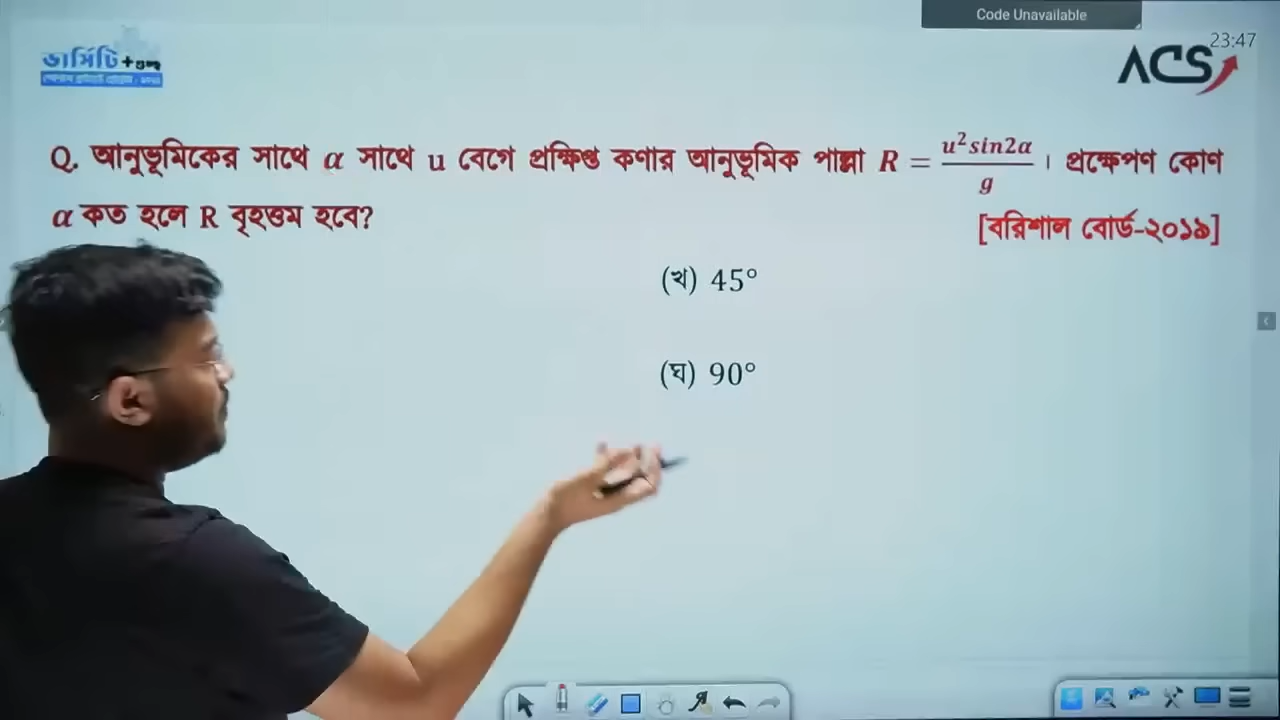 Code Unavailable
23:47
ভার্সিটি+
ACS
Q. আনুভূমিকের সাথে α সাথে u বেগে প্রক্ষিপ্ত কণার আনুভূমিক পাল্লা R = u²sin2α/g । প্রক্ষেপণ কোণ
α কত হলে R বৃহত্তম হবে?
[বরিশাল বোর্ড-২০১৯]
(খ) 45°
(ঘ) 90°